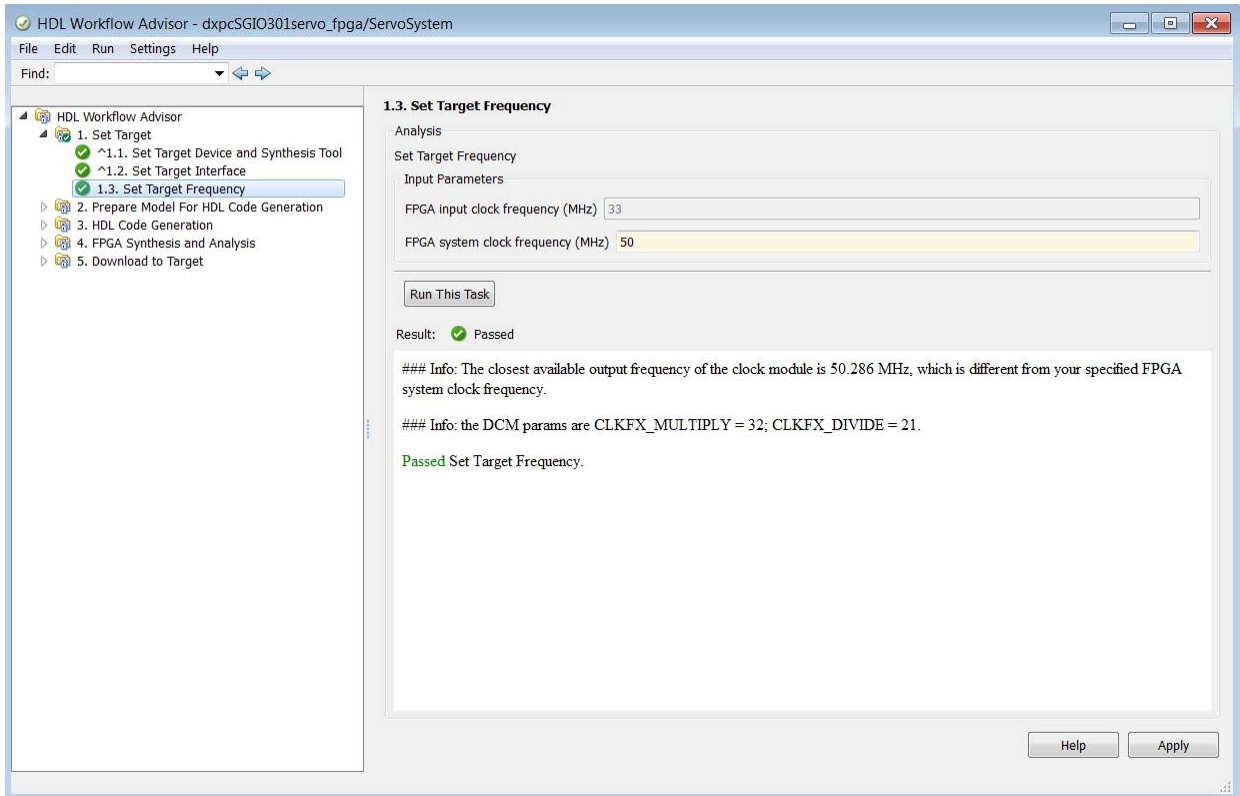 HDL Workflow Advisor - dxpcSGIO301servo_fpga/ServoSystem
File Edit Run Settings Help
Find:
HDL Workflow Advisor
1. Set Target
^1.1. Set Target Device and Synthesis Tool
^1.2. Set Target Interface
1.3. Set Target Frequency
2. Prepare Model For HDL Code Generation
3. HDL Code Generation
4. FPGA Synthesis and Analysis
5. Download to Target
1.3. Set Target Frequency
Analysis
Set Target Frequency
Input Parameters
FPGA input clock frequency (MHz) 33
FPGA system clock frequency (MHz) 50
Run This Task
Result: Passed
### Info: The closest available output frequency of the clock module is 50.286 MHz, which is different from your specified FPGA
system clock frequency.
### Info: the DCM params are CLKFX_MULTIPLY = 32; CLKFX_DIVIDE = 21.
Passed Set Target Frequency.
Help Apply